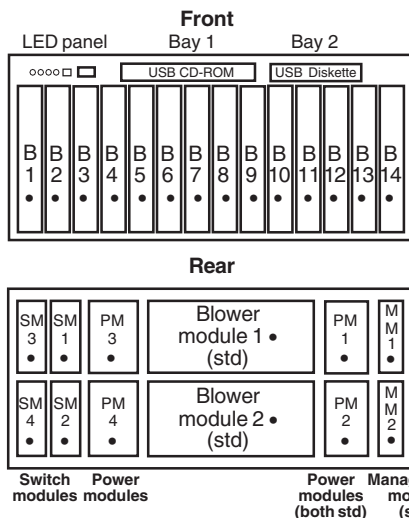 Front
LED panel Bay 1 Bay 2
USB CD-ROM USB Diskette
B 1 B 2 B 3 B 4 B 5 B 6 B 7 B 8 B 9 B 10 B 11 B 12 B 13 B 14
Rear
SM 3 SM 1 PM 3 Blower module 1 (std) PM 1 MM 1
SM 4 SM 2 PM 4 Blower module 2 (std) PM 2 MM 2
Switch modules Power modules Power modules (both std)